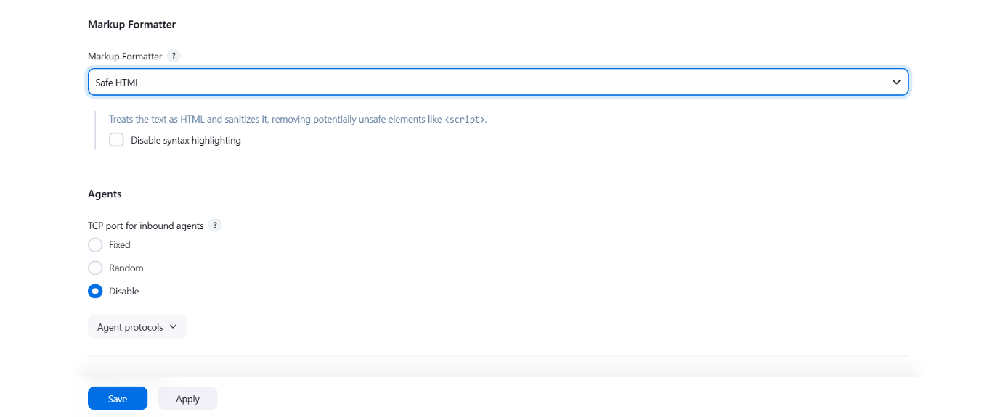 Markup Formatter
Markup Formatter ?
Safe HTML
Treats the text as HTML and sanitizes it, removing potentially unsafe elements like <script>.
Disable syntax highlighting
Agents
TCP port for inbound agents ?
Fixed
Random
Disable
Agent protocols
Save Apply